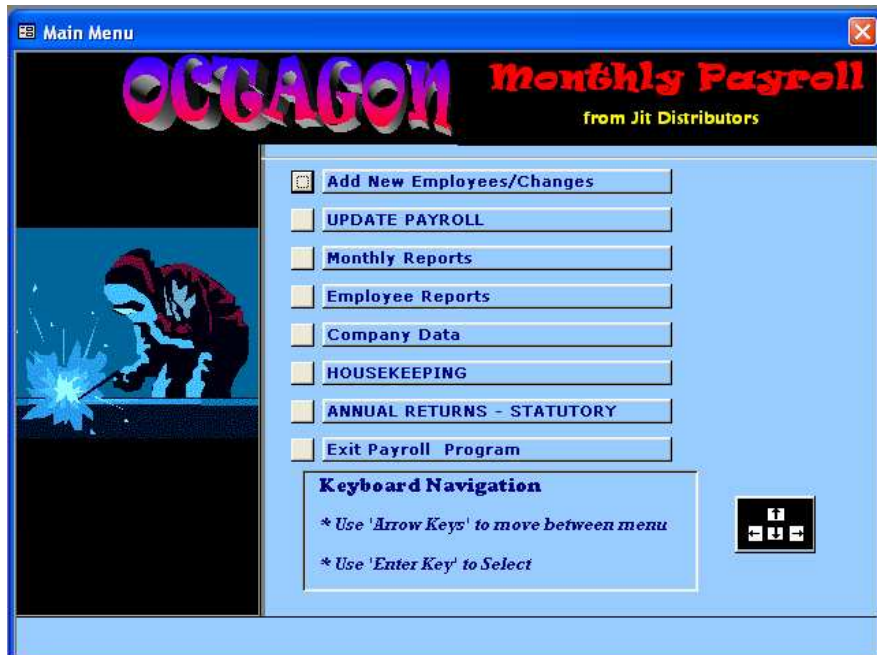 Main Menu
OCTAGON
Monthly Payroll
from Jit Distributors
Add New Employees/Changes
UPDATE PAYROLL
Monthly Reports
Employee Reports
Company Data
HOUSEKEEPING
ANNUAL RETURNS - STATUTORY
Exit Payroll Program
Keyboard Navigation
* Use 'Arrow Keys' to move between menu
* Use 'Enter Key' to Select